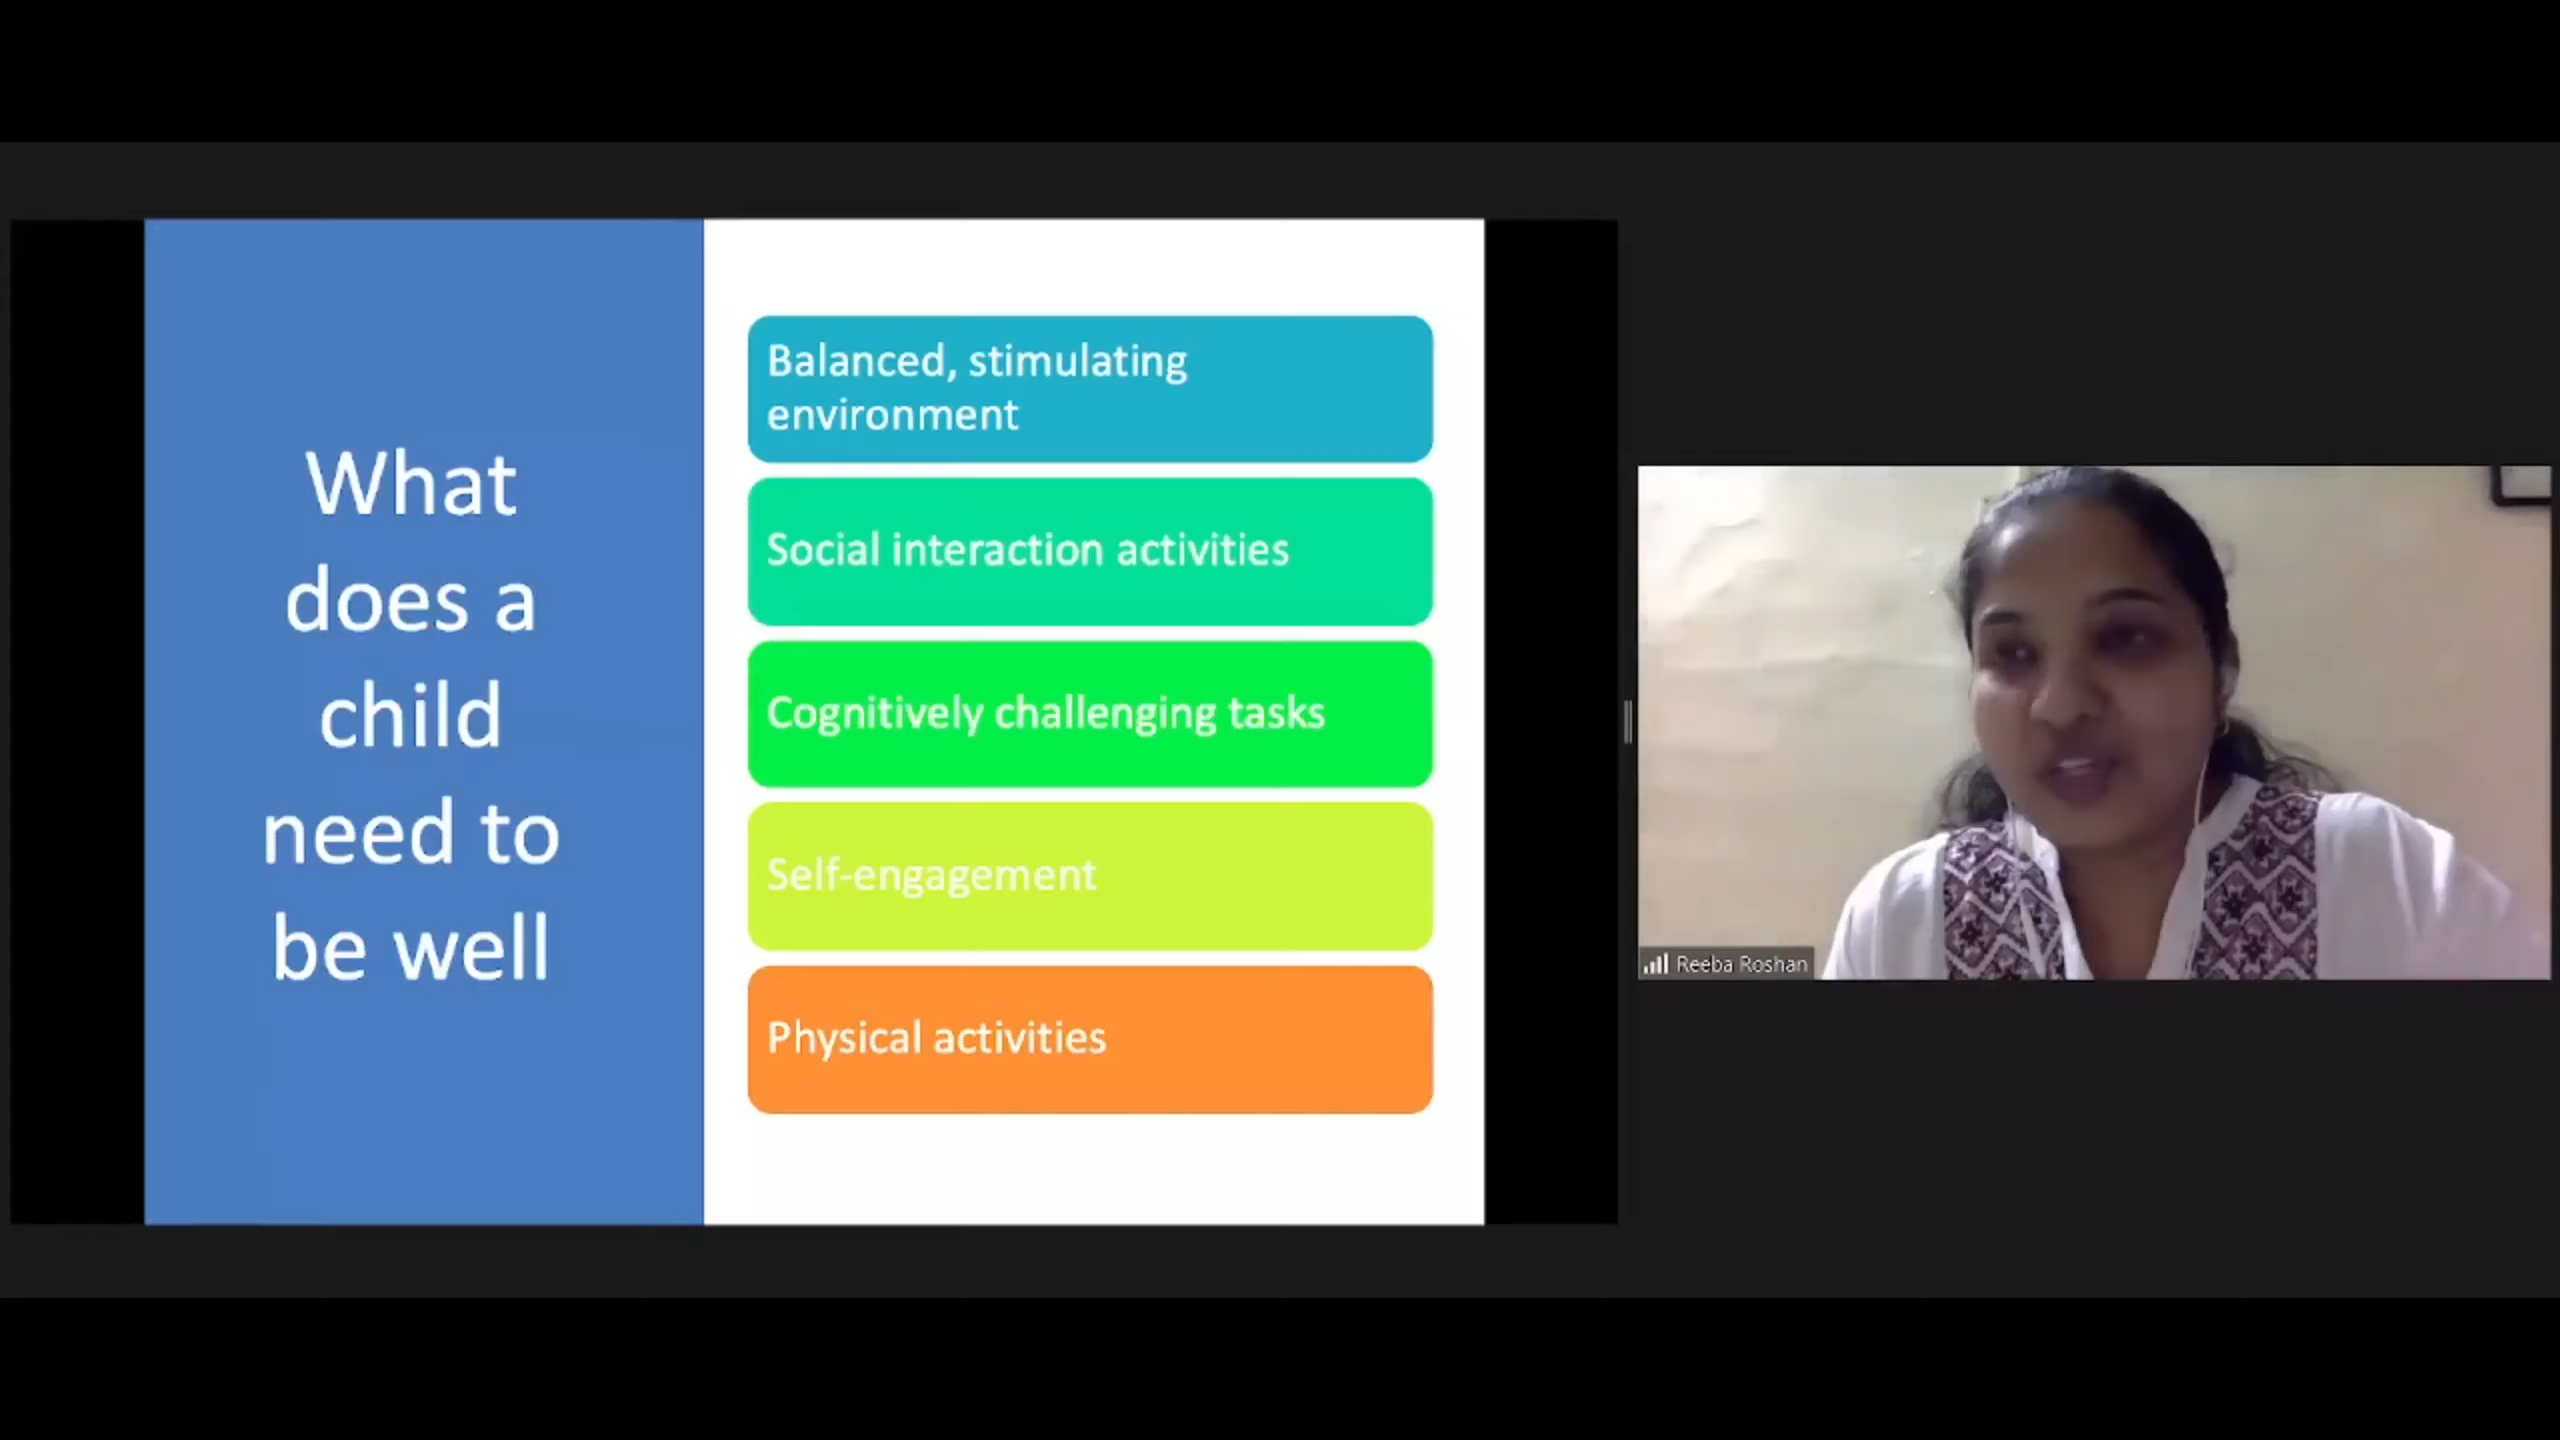 What
does a
child
need to
be well
Balanced, stimulating
environment
Social interaction activities
Cognitively challenging tasks
Self-engagement
Physical activities
Reeba Roshan